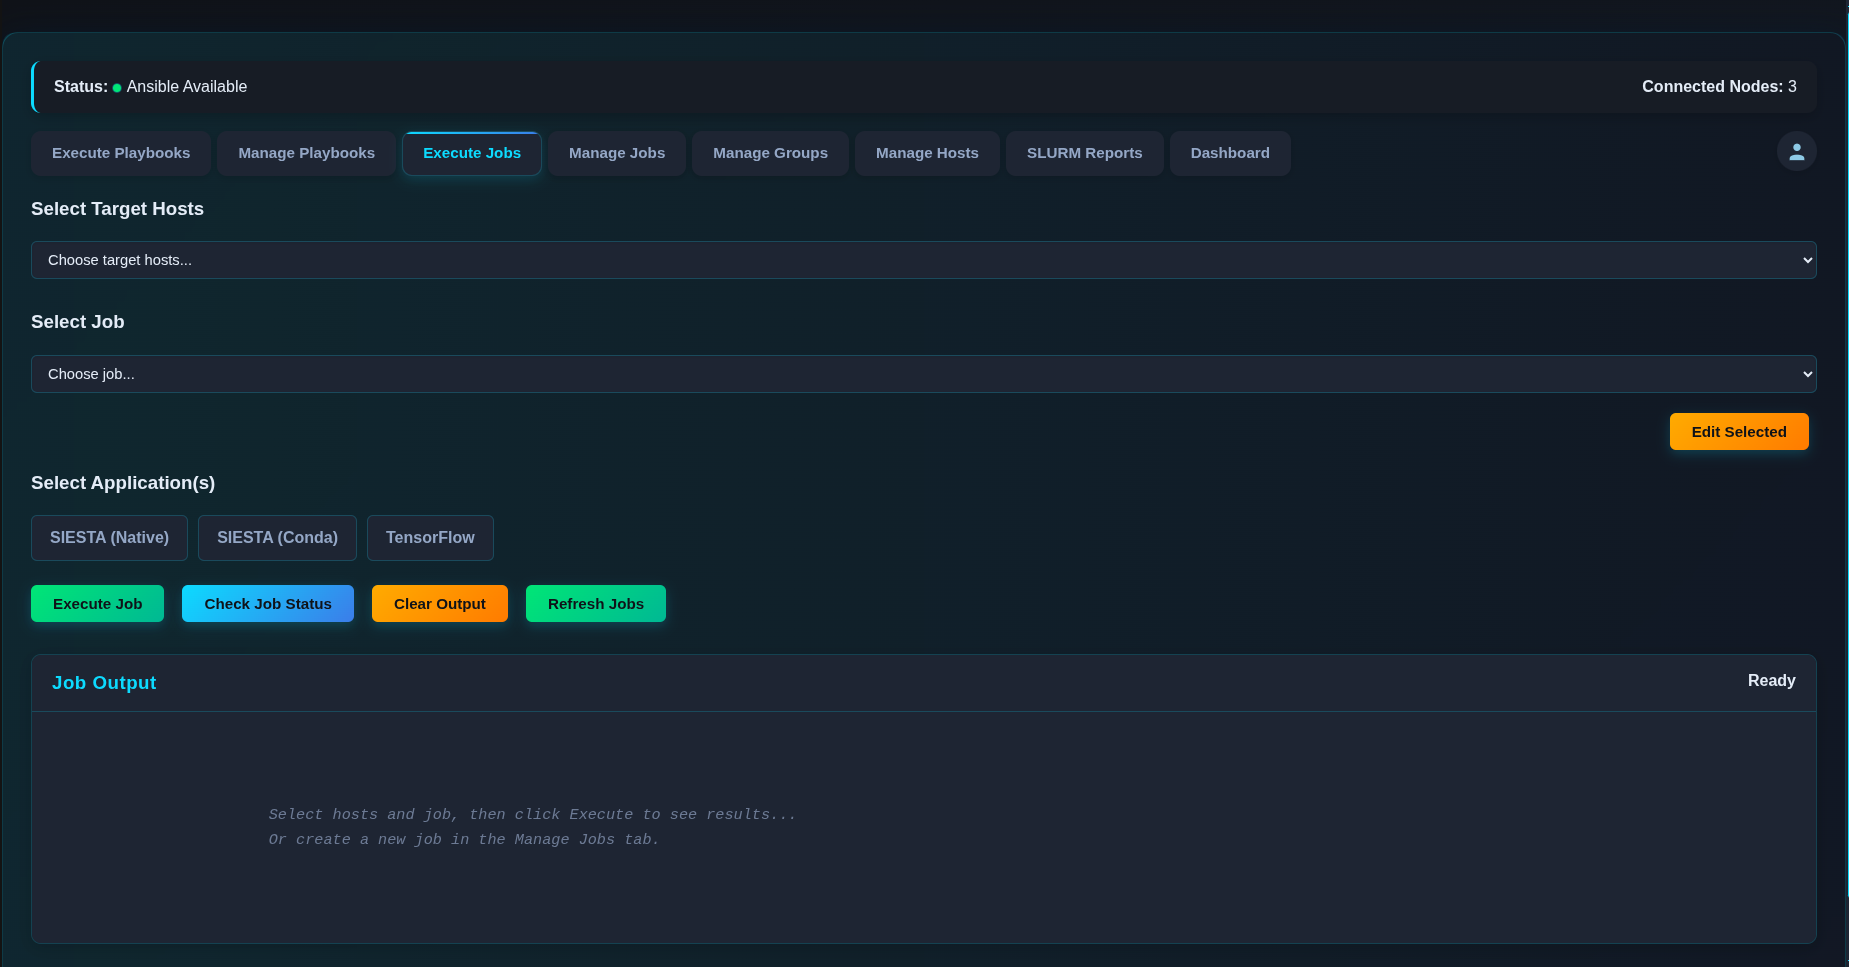 Status: Ansible Available Connected Nodes: 3
Execute Playbooks Manage Playbooks Execute Jobs Manage Jobs Manage Groups Manage Hosts SLURM Reports Dashboard
Select Target Hosts
Choose target hosts...
Select Job
Choose job...
Edit Selected
Select Application(s)
SIESTA (Native) SIESTA (Conda) TensorFlow
Execute Job Check Job Status Clear Output Refresh Jobs
Job Output Ready
Select hosts and job, then click Execute to see results...
Or create a new job in the Manage Jobs tab.